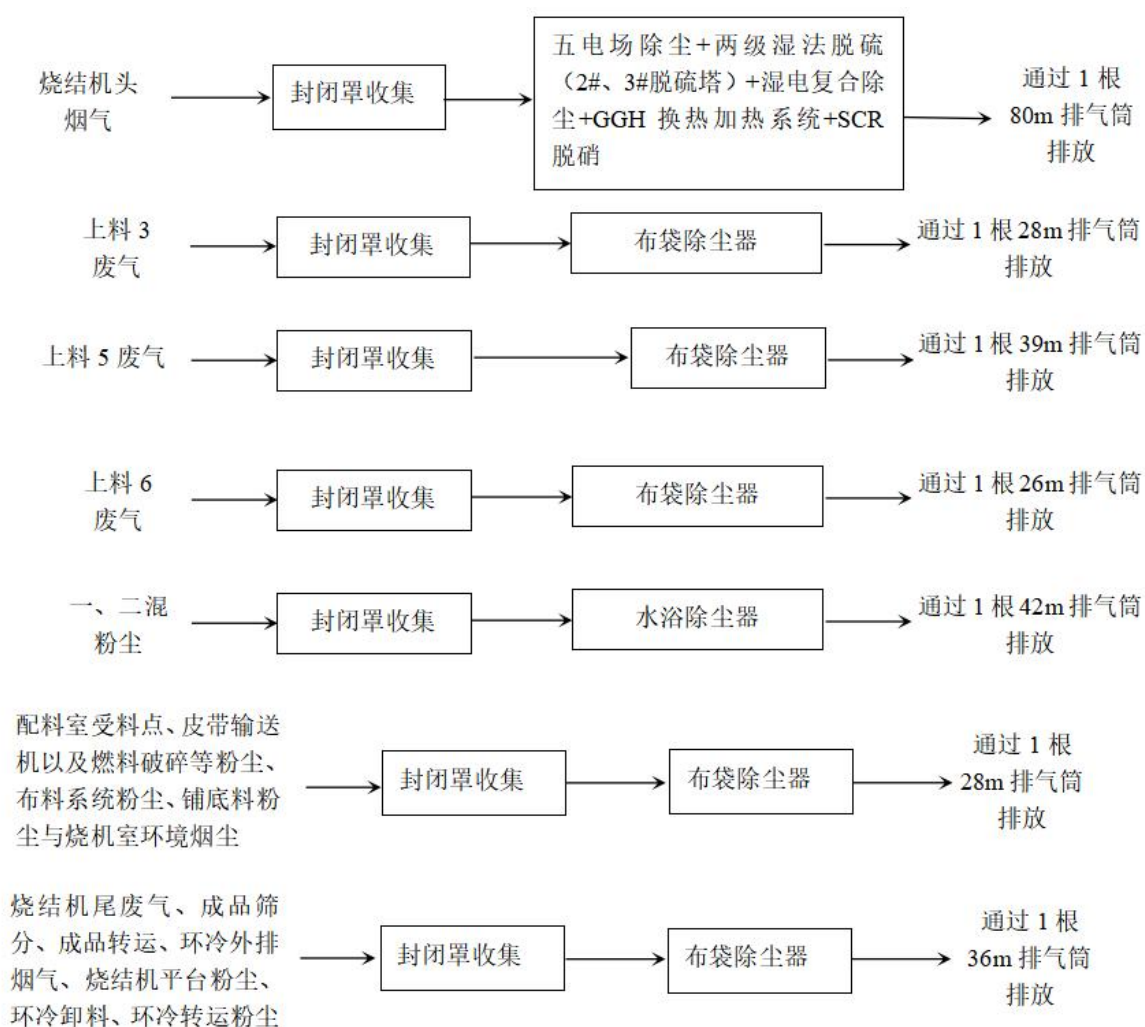 烧结机头
烟气
封闭罩收集
五电场除尘+两级湿法脱硫
（2#、3#脱硫塔）+湿电复合除
尘+GGH 换热加热系统+SCR
脱硝
通过 1 根
80m 排气筒
排放
上料 3
废气
封闭罩收集
布袋除尘器
通过 1 根 28m 排气筒
排放
上料 5 废气
封闭罩收集
布袋除尘器
通过 1 根 39m 排气筒
排放
上料 6
废气
封闭罩收集
布袋除尘器
通过 1 根 26m 排气筒
排放
一、二混
粉尘
封闭罩收集
水浴除尘器
通过 1 根 42m 排气筒
排放
配料室受料点、皮带输送
机以及燃料破碎等粉尘、
布料系统粉尘、铺底料粉
尘与烧机室环境烟尘
封闭罩收集
布袋除尘器
通过 1 根
28m 排气筒
排放
烧结机尾废气、成品筛
分、成品转运、环冷外排
烟气、烧结机平台粉尘、
环冷卸料、环冷转运粉尘
封闭罩收集
布袋除尘器
通过 1 根
36m 排气筒
排放